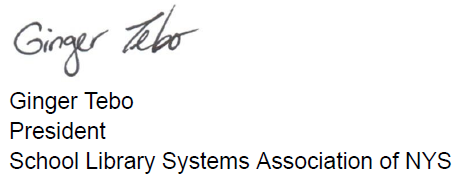 Ginger Tebo
Ginger Tebo
President
School Library Systems Association of NYS